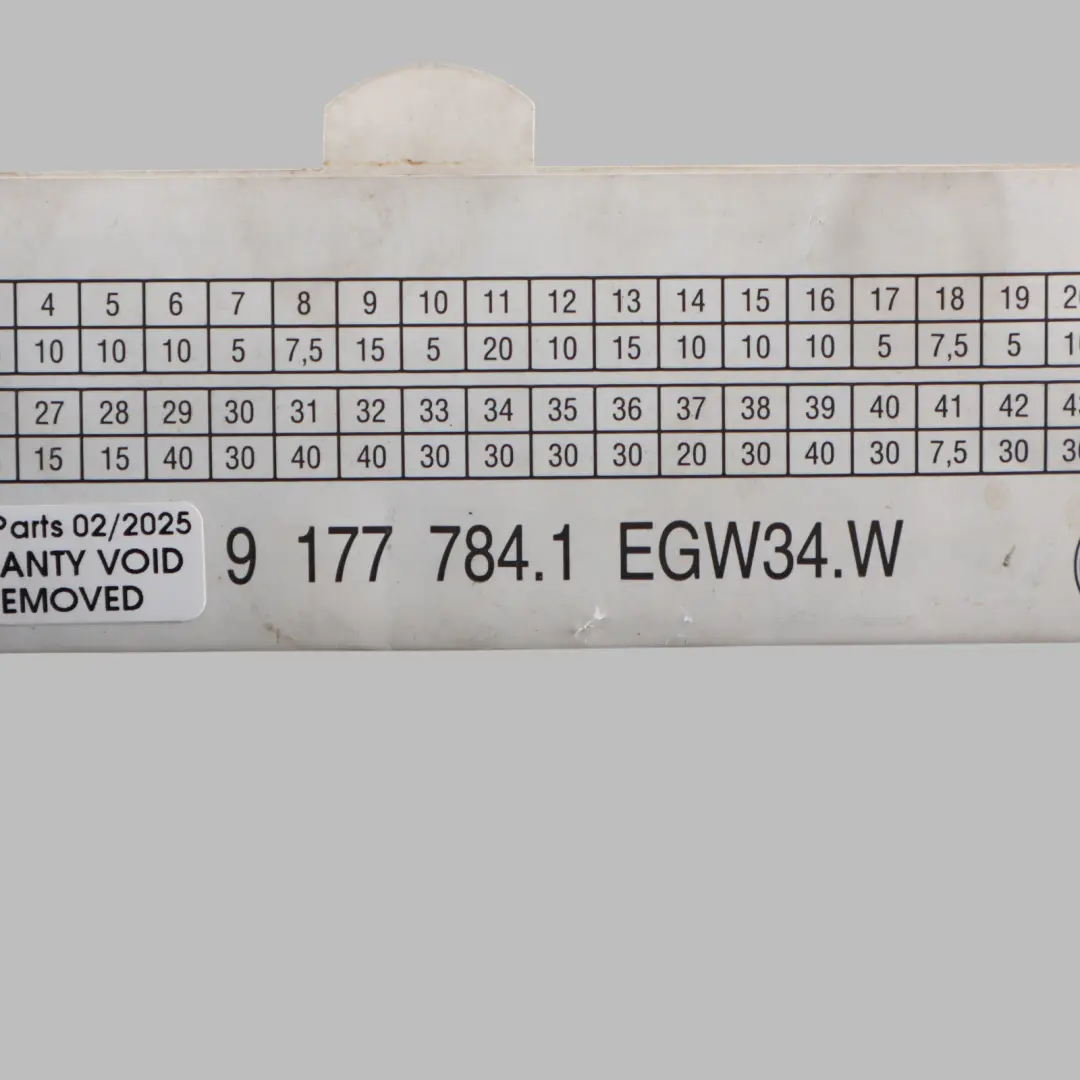 4 5 6 7 8 9 10 11 12 13 14 15 16 17 18 19
10 10 10 5 7,5 15 5 20 10 15 10 10 10 5 7,5 5
27 28 29 30 31 32 33 34 35 36 37 38 39 40 41 42
15 15 40 30 40 40 30 30 30 30 20 30 40 30 7,5 30
Parts 02/2025
ANTY VOID
EMOVED
9 177 784.1 EGW34.W